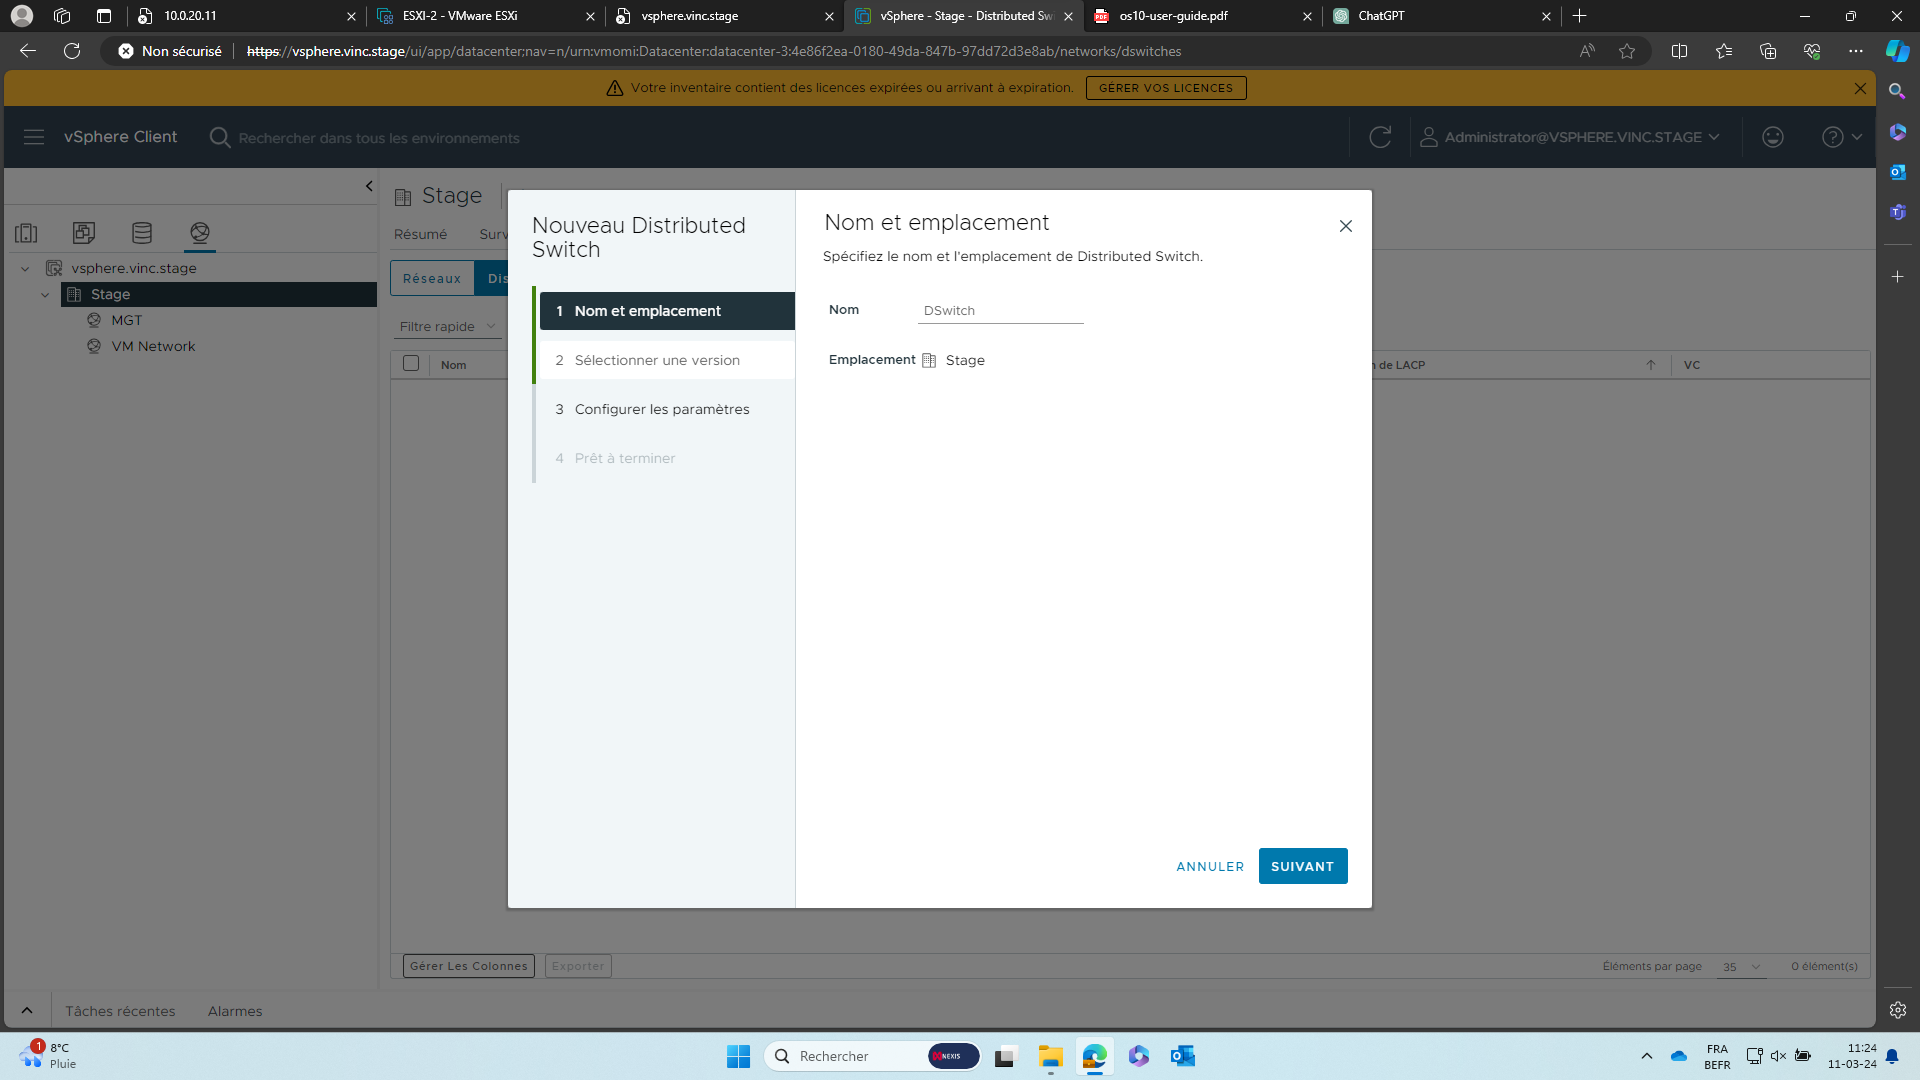 10.0.20.11
ESXI-2 - VMware ESXi
vsphere.vinc.stage
vSphere - Stage - Distributed Sw
os10-user-guide.pdf
ChatGPT
Non sécurisé
https://vsphere.vinc.stage/ui/app/datacenter;nav=n/urn:vmomi:Datacenter:datacenter-3:4e86f2ea-0180-49da-847b-97dd72d3e8ab/networks/dswitches
Votre inventaire contient des licences expirées ou arrivant à expiration.
GÉRER VOS LICENCES
vSphere Client
Rechercher dans tous les environnements
Administrator@VSPHERE.VINC.STAGE
vsphere.vinc.stage
Stage
MGT
VM Network
Stage
Résumé
Surv
Réseaux
Dis
Filtre rapide
Nom
n de LACP
VC
Nouveau Distributed
Switch
1 Nom et emplacement
2 Sélectionner une version
3 Configurer les paramètres
4 Prêt à terminer
Nom et emplacement
Spécifiez le nom et l'emplacement de Distributed Switch.
Nom
DSwitch
Emplacement
Stage
ANNULER
SUIVANT
Gérer Les Colonnes
Exporter
Éléments par page
35
0 élément(s)
Tâches récentes
Alarmes
1
8°C
Pluie
Rechercher
NEXIS
FRA
BEFR
11:24
11-03-24